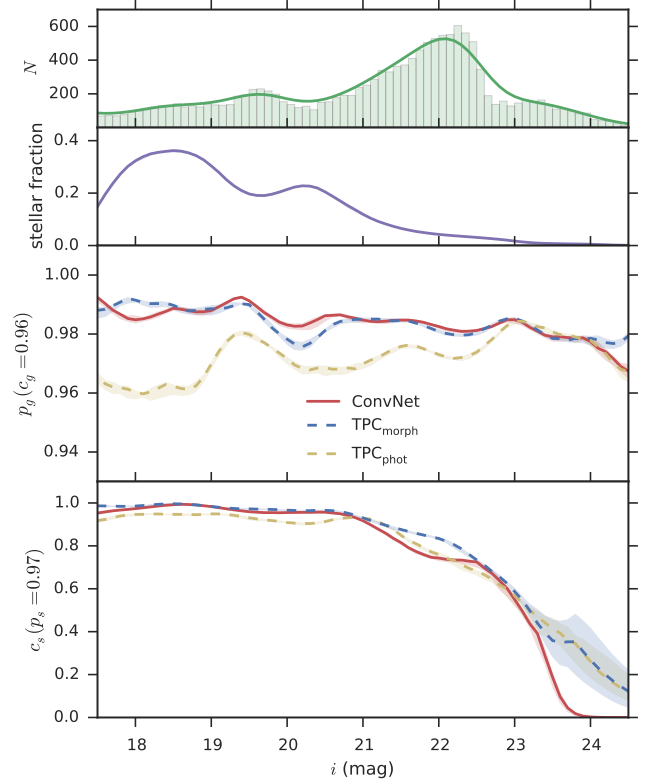 600
400
200
N
0.4
0.2
0.0
stellar fraction
1.00
0.98
0.96
0.94
p_g (c_g = 0.96)
ConvNet
TPC_morph
TPC_phot
1.0
0.8
0.6
0.4
0.2
0.0
c_s (p_s = 0.97)
18 19 20 21 22 23 24
i (mag)